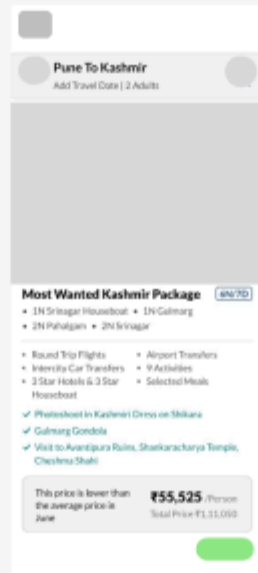 Pune To Kashmir
Add Travel Date | 2 Adults
Most Wanted Kashmir Package 6N/7D
• 1N Srinagar Houseboat • 1N Gulmarg
• 2N Pahalgam • 2N Srinagar
• Round Trip Flights • Airport Transfers
• Intercity Car Transfers • 9 Activities
• 3 Star Hotels & 3 Star • Selected Meals
Houseboat
✓ Photoshoot in Kashmiri Dress on Shikara
✓ Gulmarg Gondola
✓ Visit to Avantipura Ruins, Shankaracharya Temple,
Cheshma Shahi
This price is lower than
the average price in
June
₹55,525 /Person
Total Price ₹1,11,050